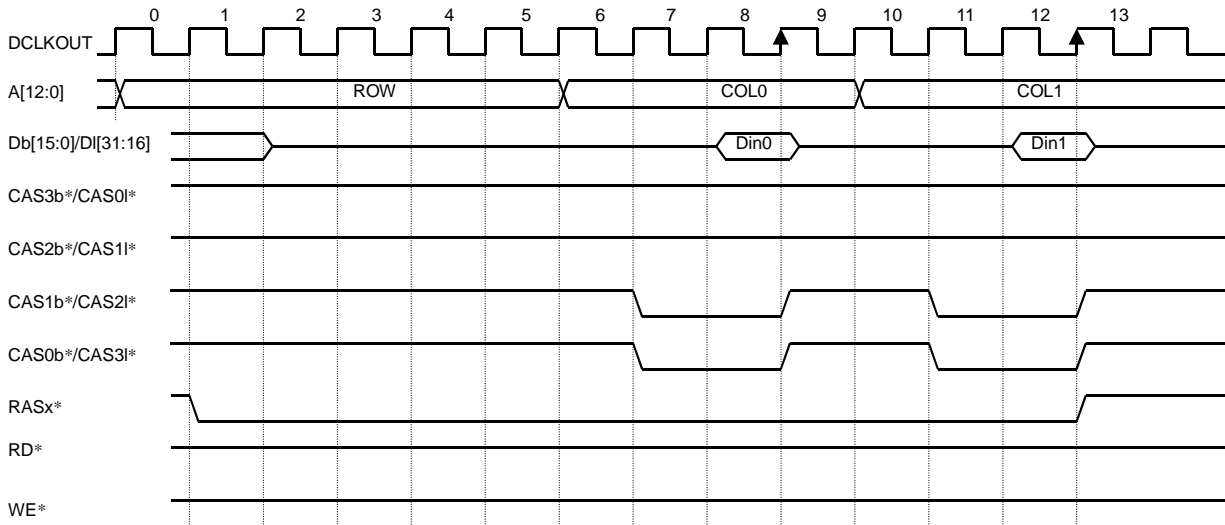 0 1 2 3 4 5 6 7 8 9 10 11 12 13
DCLKOUT
A[12:0] ROW COL0 COL1
Db[15:0]/Dl[31:16] Din0 Din1
CAS3b*/CAS0l*
CAS2b*/CAS1l*
CAS1b*/CAS2l*
CAS0b*/CAS3l*
RASx*
RD*
WE*